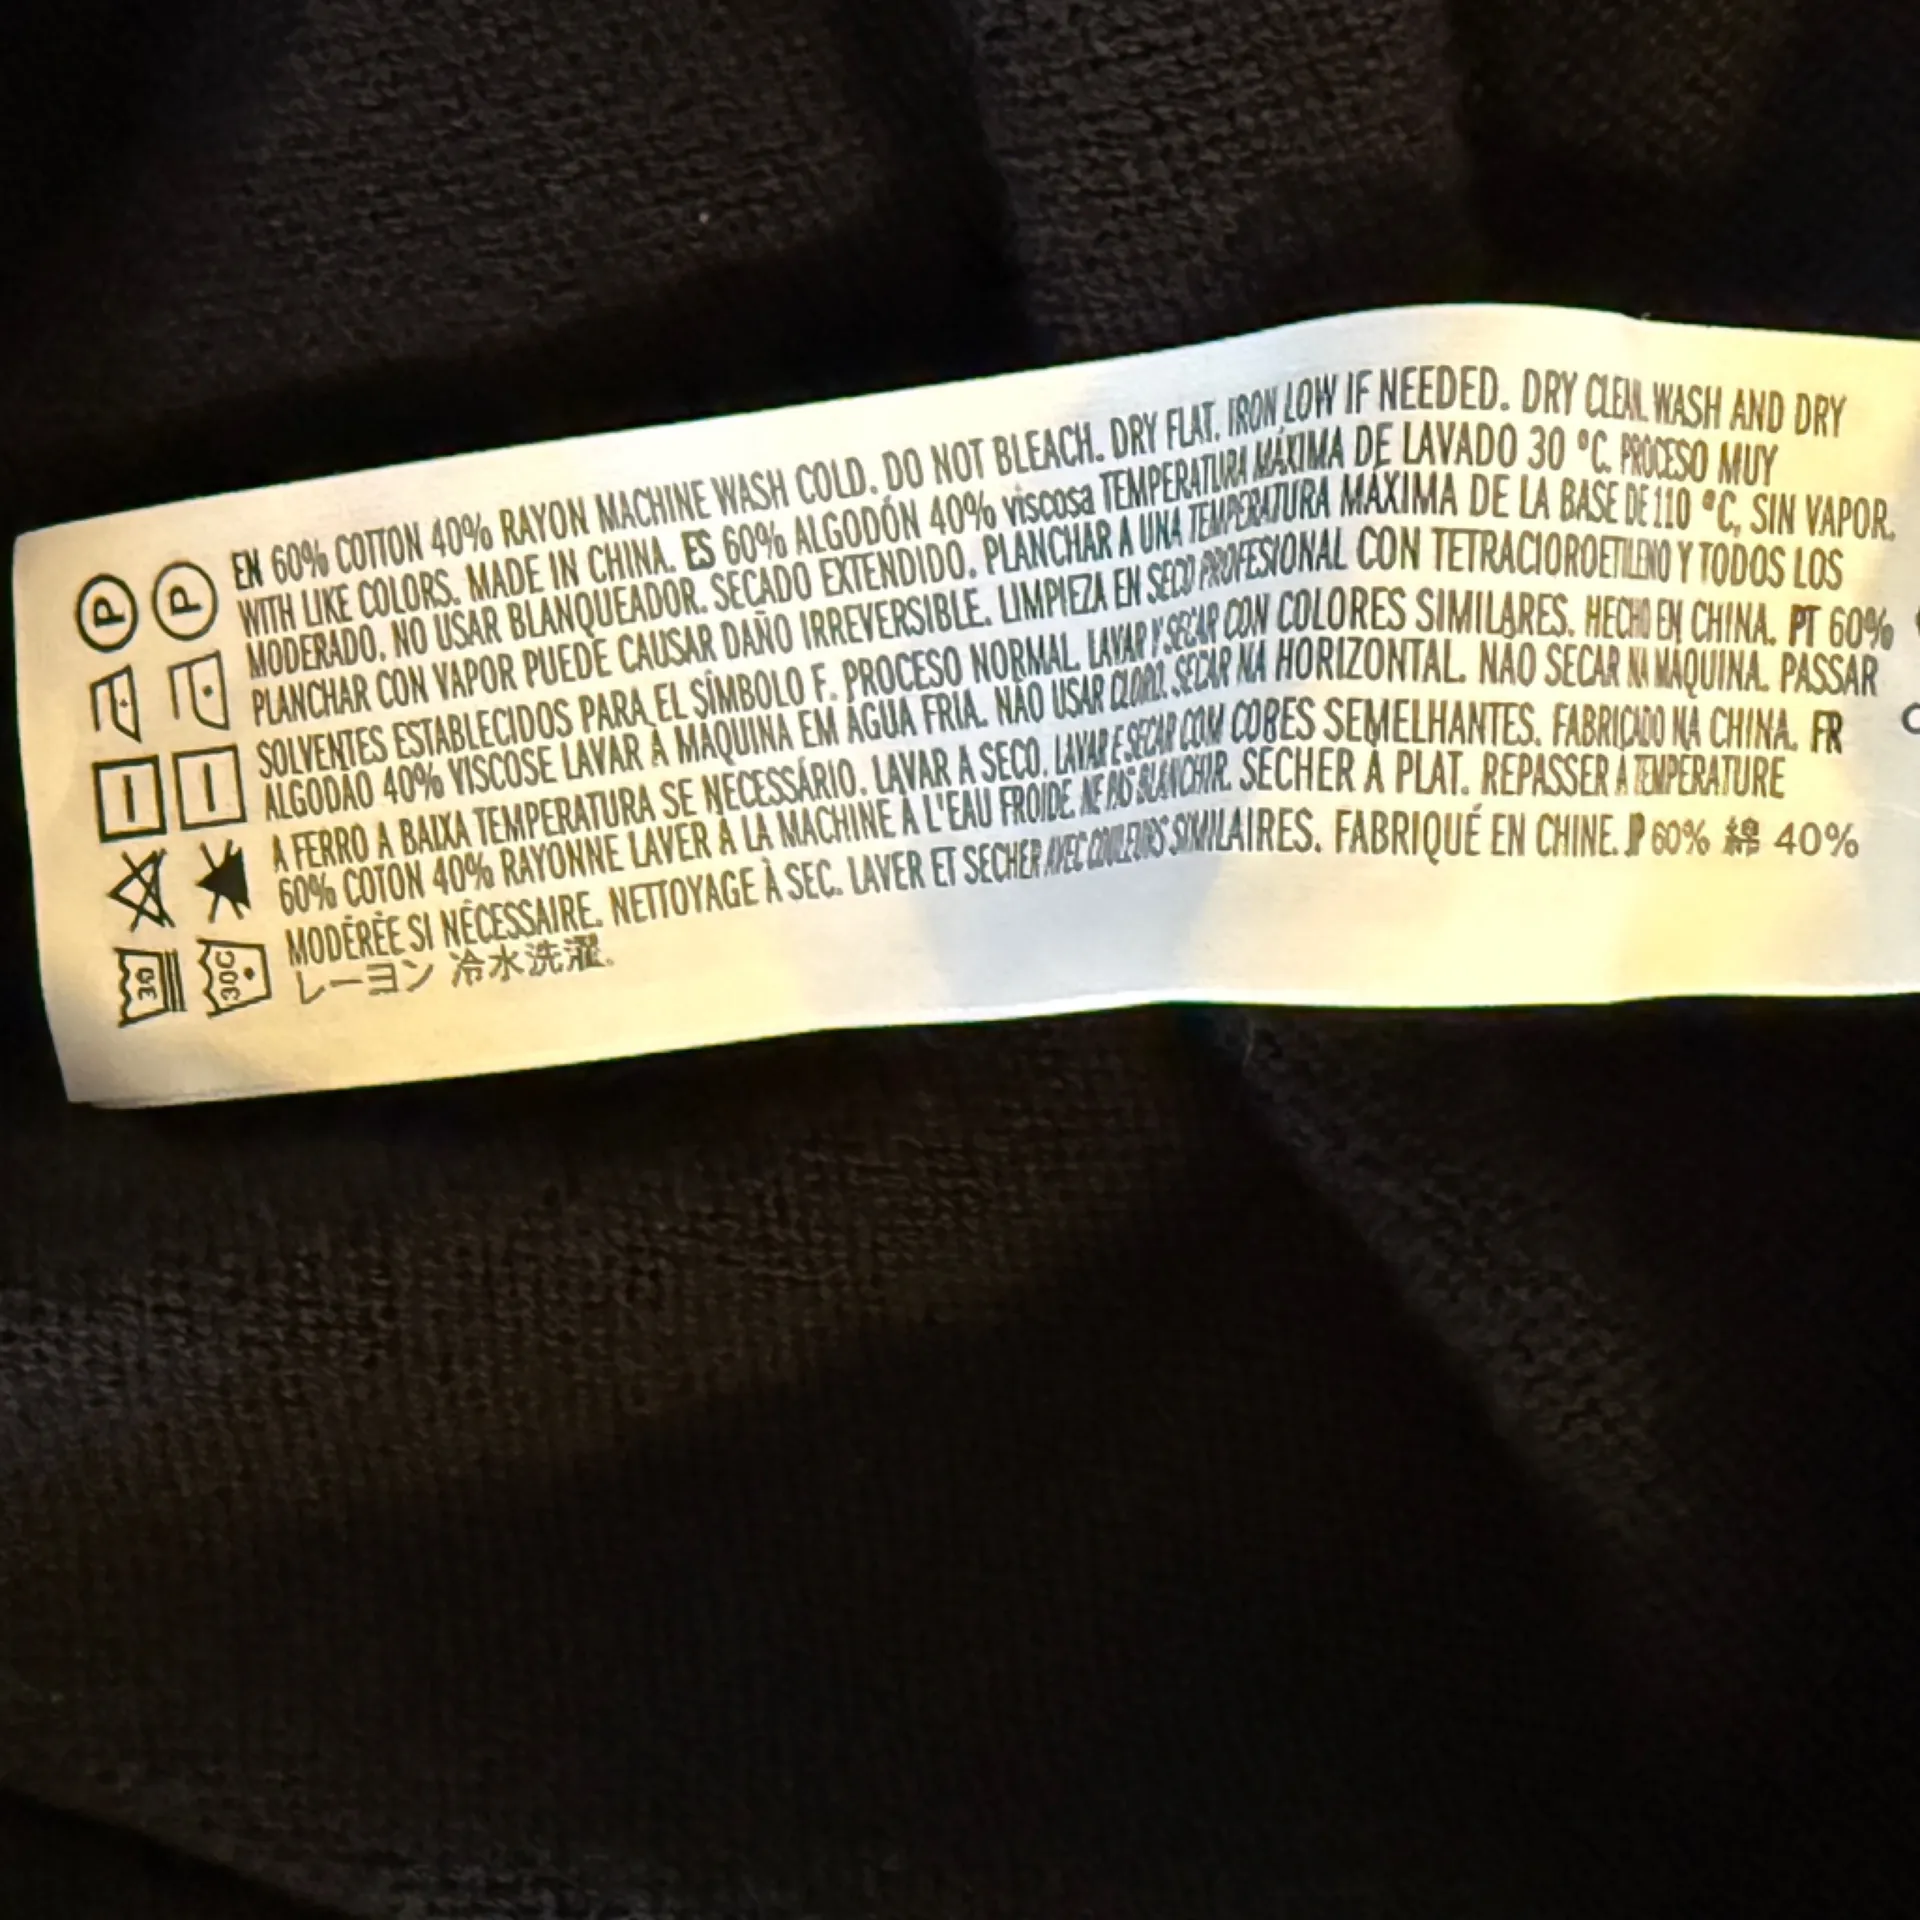 EN 60% COTTON 40% RAYON MACHINE WASH COLD. DO NOT BLEACH. DRY FLAT. IRON LOW IF NEEDED. DRY CLEAN. WASH AND DRY
WITH LIKE COLORS. MADE IN CHINA. ES 60% ALGODÓN 40% viscosa TEMPERATURA MÁXIMA DE LAVADO 30 °C. PROCESO MUY
MODERADO. NO USAR BLANQUEADOR. SECADO EXTENDIDO. PLANCHAR A UNA TEMPERATURA MÁXIMA DE LA BASE DE 110 °C, SIN VAPOR.
PLANCHAR CON VAPOR PUEDE CAUSAR DAÑO IRREVERSIBLE. LIMPIEZA EN SECO PROFESIONAL CON TETRACIOROETILENO Y TODOS LOS
SOLVENTES ESTABLECIDOS PARA EL SÍMBOLO F. PROCESO NORMAL. LAVAR Y SECAR CON COLORES SIMILARES. HECHO EN CHINA. PT 60%
ALGODÃO 40% VISCOSE LAVAR À MAQUINA EM ÁGUA FRIA. NÃO USAR CLORO. SECAR NA HORIZONTAL. NÃO SECAR NA MÁQUINA. PASSAR
A FERRO A BAIXA TEMPERATURA SE NECESSÁRIO. LAVAR A SECO. LAVAR E SECAR COM CORES SEMELHANTES. FABRICADO NA CHINA. FR
60% COTON 40% RAYONNE LAVER À LA MACHINE À L'EAU FROIDE. NE PAS BLANCHIR. SÉCHER À PLAT. REPASSER À TEMPERATURE
MODÉRÉE SI NÉCESSAIRE. NETTOYAGE À SEC. LAVER ET SECHER AVEC COULEURS SIMILAIRES. FABRIQUÉ EN CHINE. JP 60% 綿 40%
レーヨン 冷水洗濯.
P P
30 30C